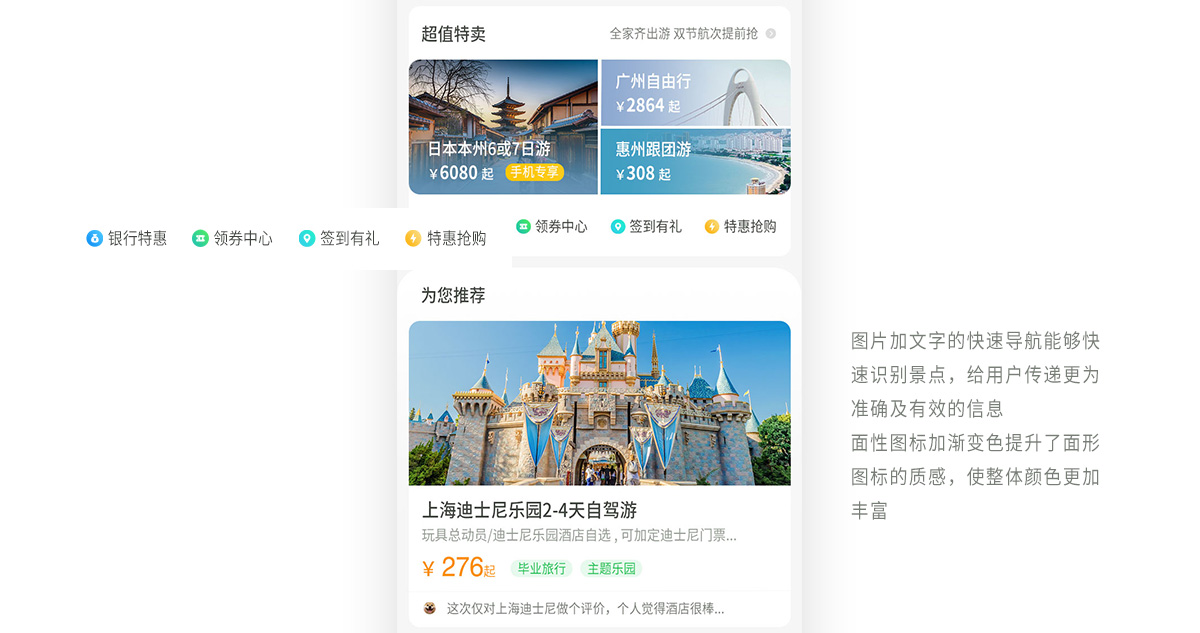 超值特卖
全家齐出游 双节航次提前抢
日本本州6或7日游
¥6080 起 手机专享
广州自由行
¥2864 起
惠州跟团游
¥308 起
银行特惠 领券中心 签到有礼 特惠抢购
领券中心 签到有礼 特惠抢购
为您推荐
上海迪士尼乐园2-4天自驾游
玩具总动员/迪士尼乐园酒店自选 , 可加定迪士尼门票...
¥ 276起 毕业旅行 主题乐园
这次仅对上海迪士尼做个评价，个人觉得酒店很棒...
图片加文字的快速导航能够快
速识别景点，给用户传递更为
准确及有效的信息
面性图标加渐变色提升了面形
图标的质感，使整体颜色更加
丰富